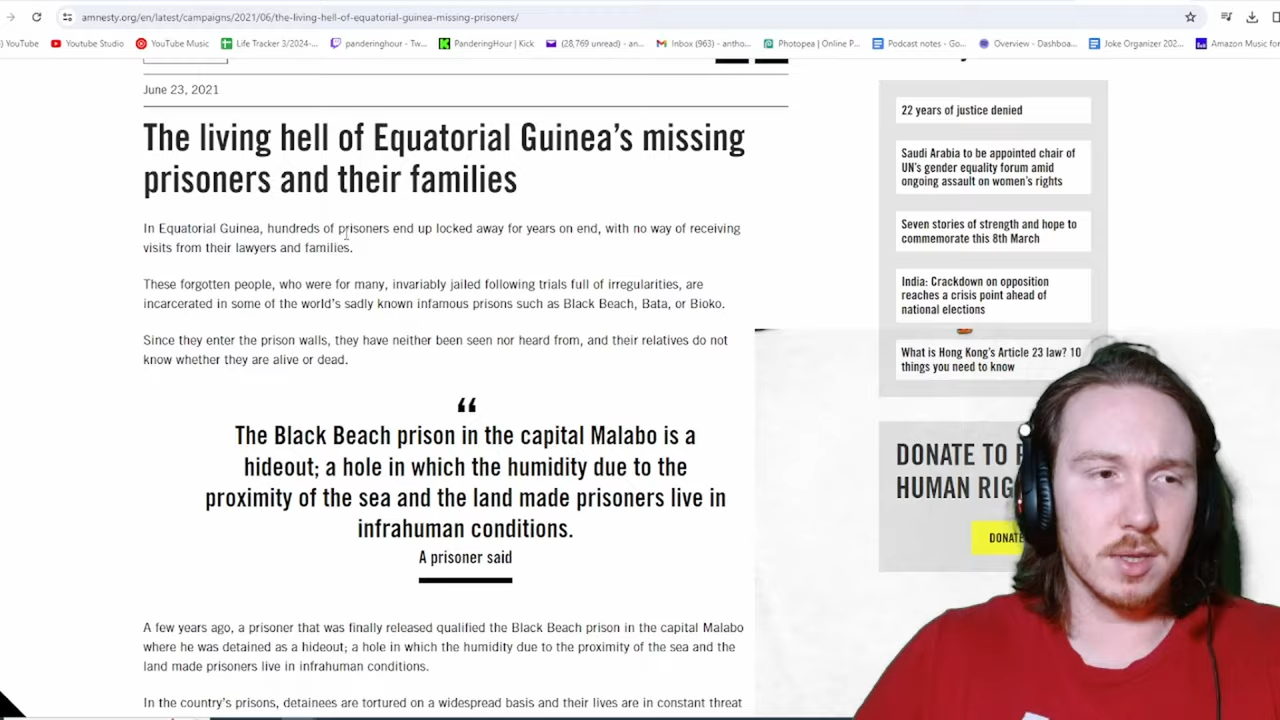 amnesty.org/en/latest/campaigns/2021/06/the-living-hell-of-equatorial-guinea-missing-prisoners/
YouTube
YouTube Studio
YouTube Music
Life Tracker 3/2024-...
panderinghour - Tw...
PanderingHour | Kick
(28,769 unread) - an...
Inbox (963) - antho...
Photopea | Online P...
Podcast notes - Go...
Overview - Dashboa...
Joke Organizer 202...
Amazon Music for
June 23, 2021
The living hell of Equatorial Guinea's missing
prisoners and their families
In Equatorial Guinea, hundreds of prisoners end up locked away for years on end, with no way of receiving
visits from their lawyers and families.
These forgotten people, who were for many, invariably jailed following trials full of irregularities, are
incarcerated in some of the world's sadly known infamous prisons such as Black Beach, Bata, or Bioko.
Since they enter the prison walls, they have neither been seen nor heard from, and their relatives do not
know whether they are alive or dead.
“
The Black Beach prison in the capital Malabo is a
hideout; a hole in which the humidity due to the
proximity of the sea and the land made prisoners live in
infrahuman conditions.
A prisoner said
A few years ago, a prisoner that was finally released qualified the Black Beach prison in the capital Malabo
where he was detained as a hideout; a hole in which the humidity due to the proximity of the sea and the
land made prisoners live in infrahuman conditions.
In the country's prisons, detainees are tortured on a widespread basis and their lives are in constant threat
22 years of justice denied
Saudi Arabia to be appointed chair of
UN's gender equality forum amid
ongoing assault on women's rights
Seven stories of strength and hope to
commemorate this 8th March
India: Crackdown on opposition
reaches a crisis point ahead of
national elections
What is Hong Kong's Article 23 law? 10
things you need to know
DONATE TO
HUMAN RIG
DONATE